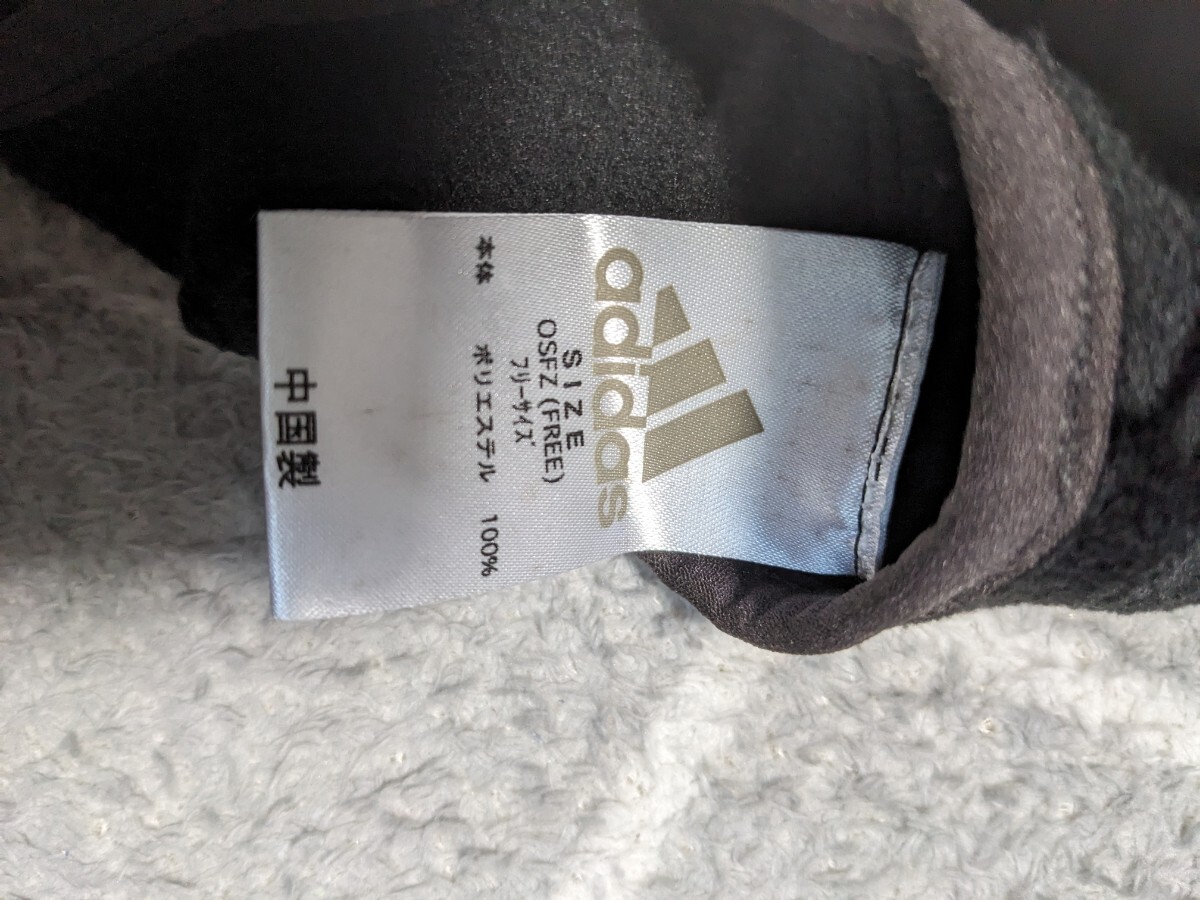 adidas
SIZE
OSFZ (FREE)
フリーサイズ
本体 ポリエステル 100%
中国製